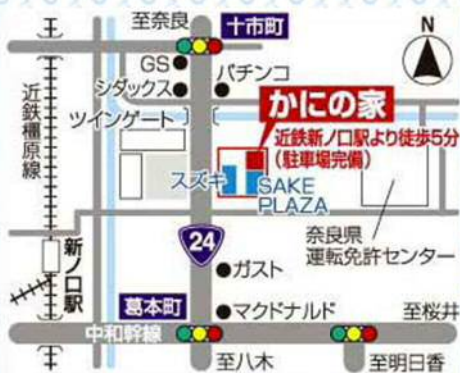 至奈良
十市町
N
GS
シダックス
パチンコ
ツインゲート
かにの家
近鉄新ノ口駅より徒歩5分
(駐車場完備)
近鉄橿原線
スズキ
SAKE
PLAZA
奈良県
運転免許センター
24
新ノ口駅
ガスト
葛本町
マクドナルド
至桜井
中和幹線
至八木
至明日香